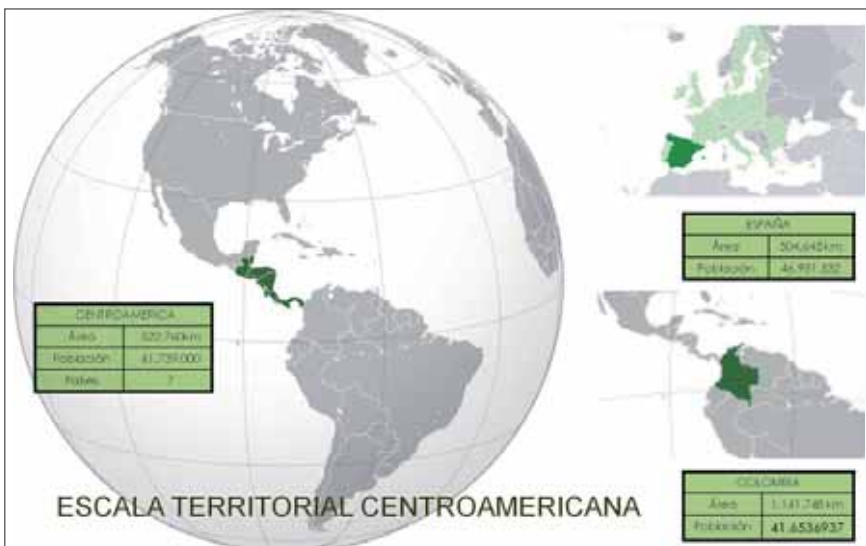 CENTROAMERICA
Área 522.760km
Población 41.739.000
Países 7
ESPAÑA
Área 504.645km
Población 46.951.532
COLOMBIA
Área 1.141.748km
Población 41.6536937
ESCALA TERRITORIAL CENTROAMERICANA